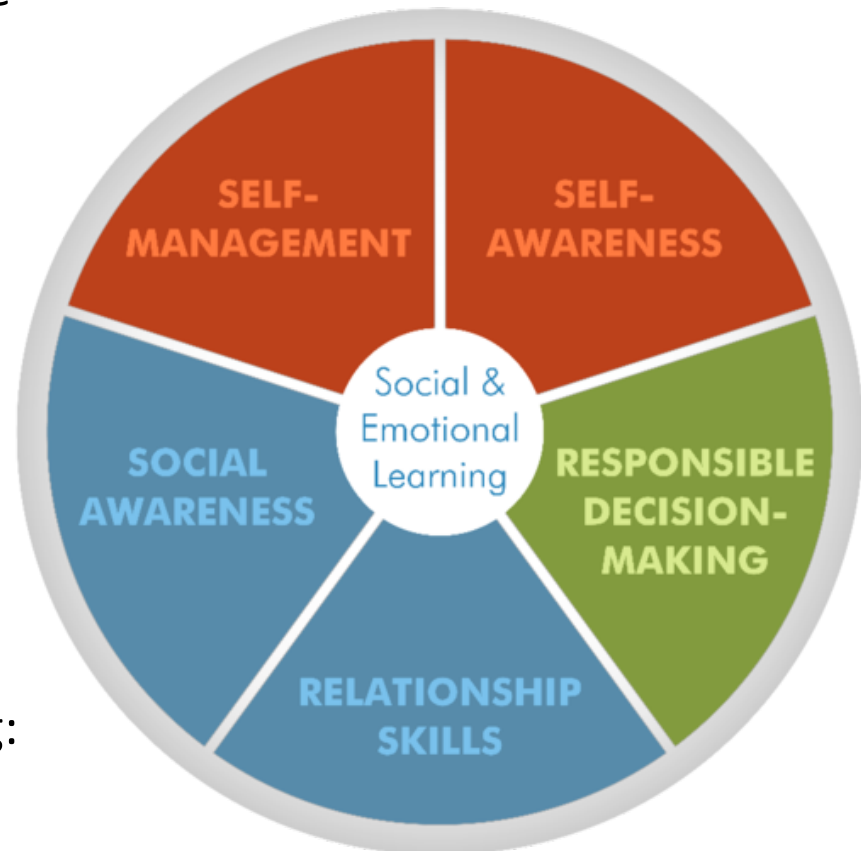 SELF-
MANAGEMENT
SELF-
AWARENESS
Social &
Emotional
Learning
SOCIAL
AWARENESS
RESPONSIBLE
DECISION-
MAKING
RELATIONSHIP
SKILLS